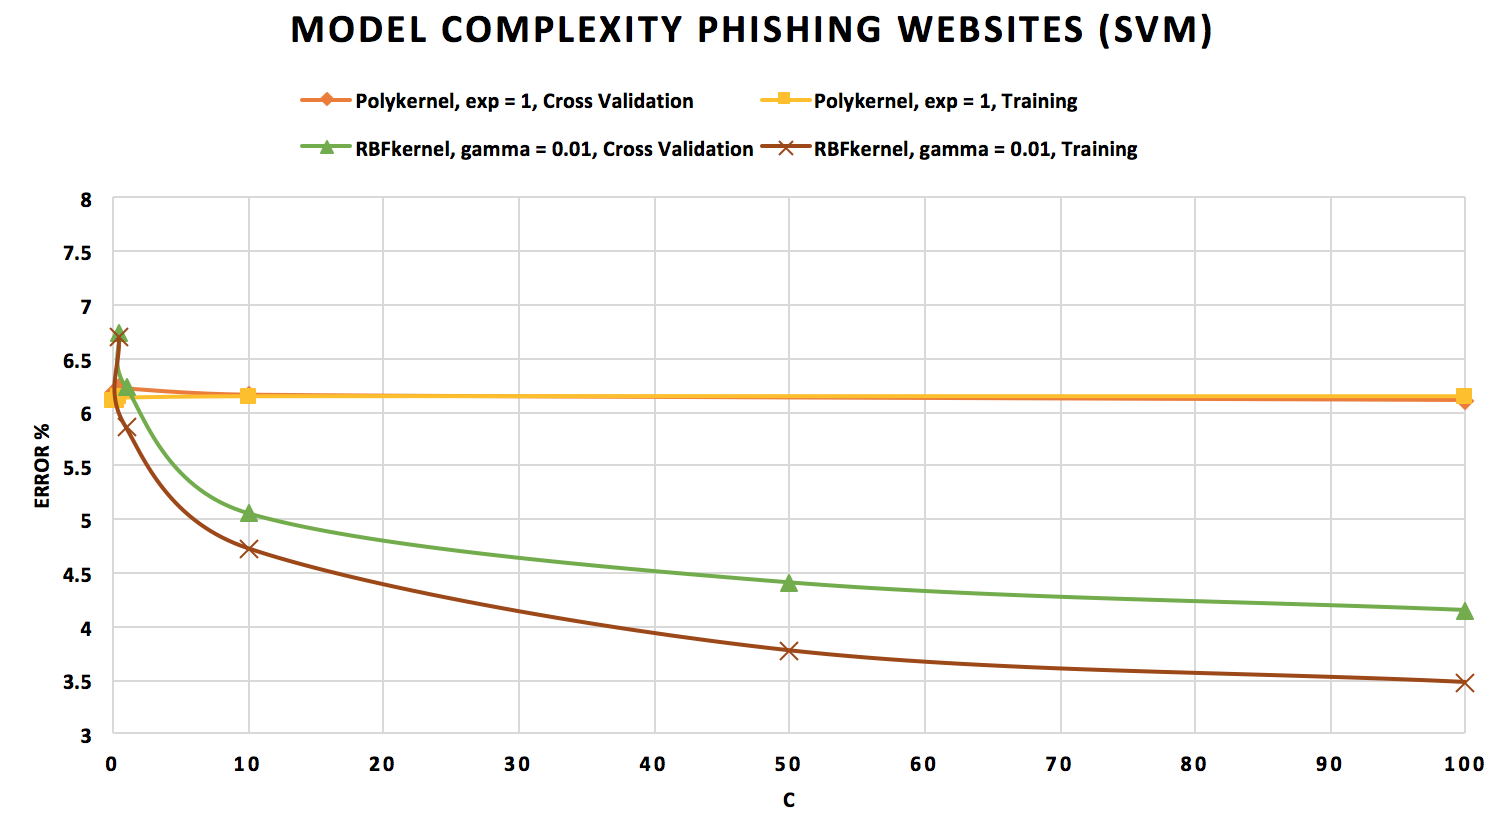 MODEL COMPLEXITY PHISHING WEBSITES (SVM)
Polykernel, exp = 1, Cross Validation
Polykernel, exp = 1, Training
RBFkernel, gamma = 0.01, Cross Validation
RBFkernel, gamma = 0.01, Training
8
7.5
7
6.5
6
5.5
5
4.5
4
3.5
3
ERROR %
0 10 20 30 40 50 60 70 80 90 100
C